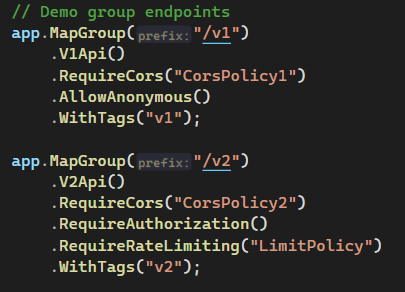 // Demo group endpoints
app.MapGroup(prefix:"/v1")
    .V1Api()
    .RequireCors("CorsPolicy1")
    .AllowAnonymous()
    .WithTags("v1");

app.MapGroup(prefix:"/v2")
    .V2Api()
    .RequireCors("CorsPolicy2")
    .RequireAuthorization()
    .RequireRateLimiting("LimitPolicy")
    .WithTags("v2");